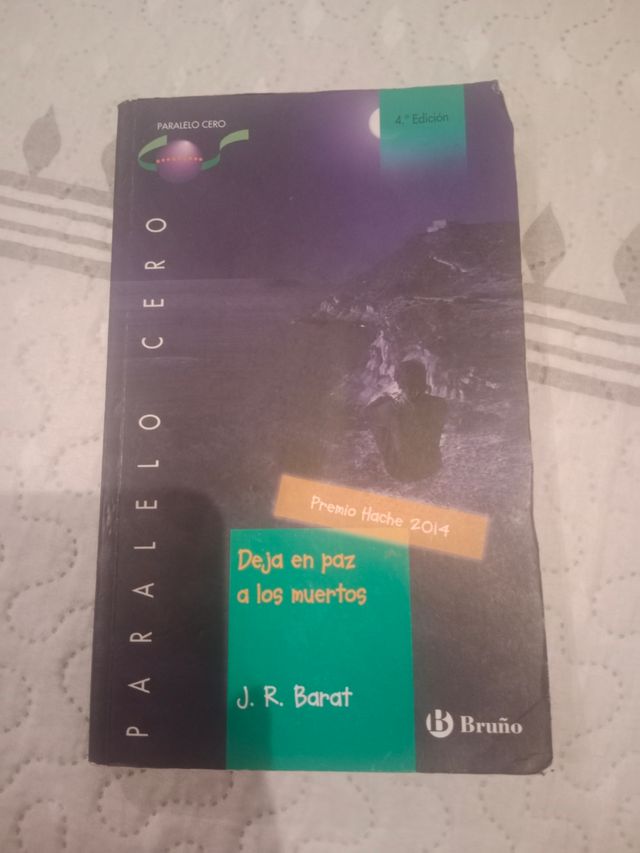 PARALELO CERO
4.ª Edición
PARALELO CERO
Premio Hache 2014
Deja en paz
a los muertos
J. R. Barat
B Bruño